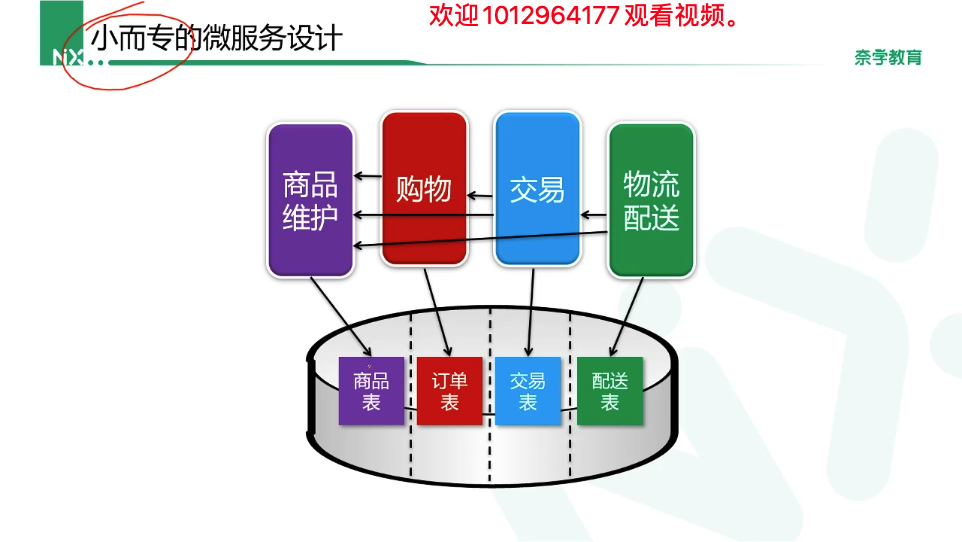 欢迎1012964177观看视频。
小而专的微服务设计
奈学教育
商品
维护
购物
交易
物流
配送
商品
表
订单
表
交易
表
配送
表